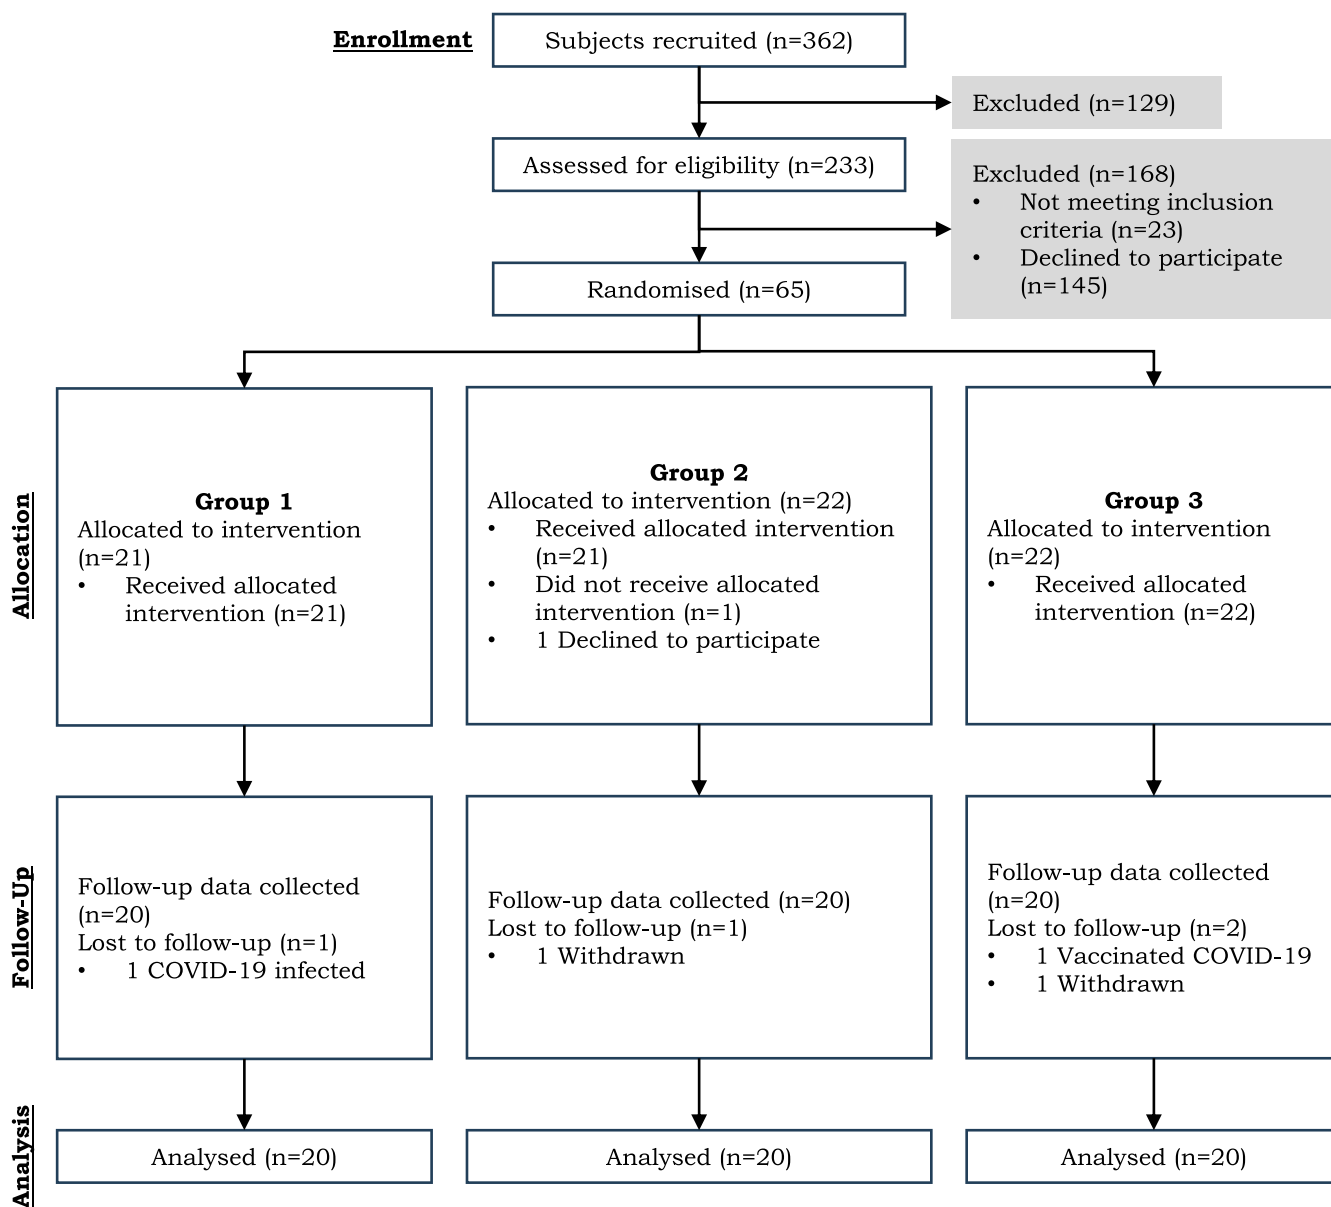 Enrollment
Subjects recruited (n=362)
Excluded (n=129)
Assessed for eligibility (n=233)
Excluded (n=168)
• Not meeting inclusion
criteria (n=23)
• Declined to participate
(n=145)
Randomised (n=65)
Allocation
Group 1
Allocated to intervention
(n=21)
• Received allocated
intervention (n=21)
Group 2
Allocated to intervention (n=22)
• Received allocated intervention
(n=21)
• Did not receive allocated
intervention (n=1)
• 1 Declined to participate
Group 3
Allocated to intervention
(n=22)
• Received allocated
intervention (n=22)
Follow-Up
Follow-up data collected
(n=20)
Lost to follow-up (n=1)
• 1 COVID-19 infected
Follow-up data collected (n=20)
Lost to follow-up (n=1)
• 1 Withdrawn
Follow-up data collected
(n=20)
Lost to follow-up (n=2)
• 1 Vaccinated COVID-19
• 1 Withdrawn
Analysis
Analysed (n=20)
Analysed (n=20)
Analysed (n=20)